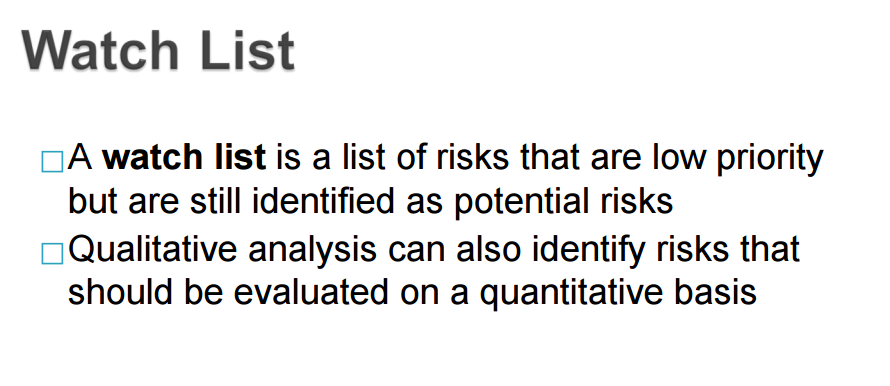 Watch List
A watch list is a list of risks that are low priority
but are still identified as potential risks
Qualitative analysis can also identify risks that
should be evaluated on a quantitative basis